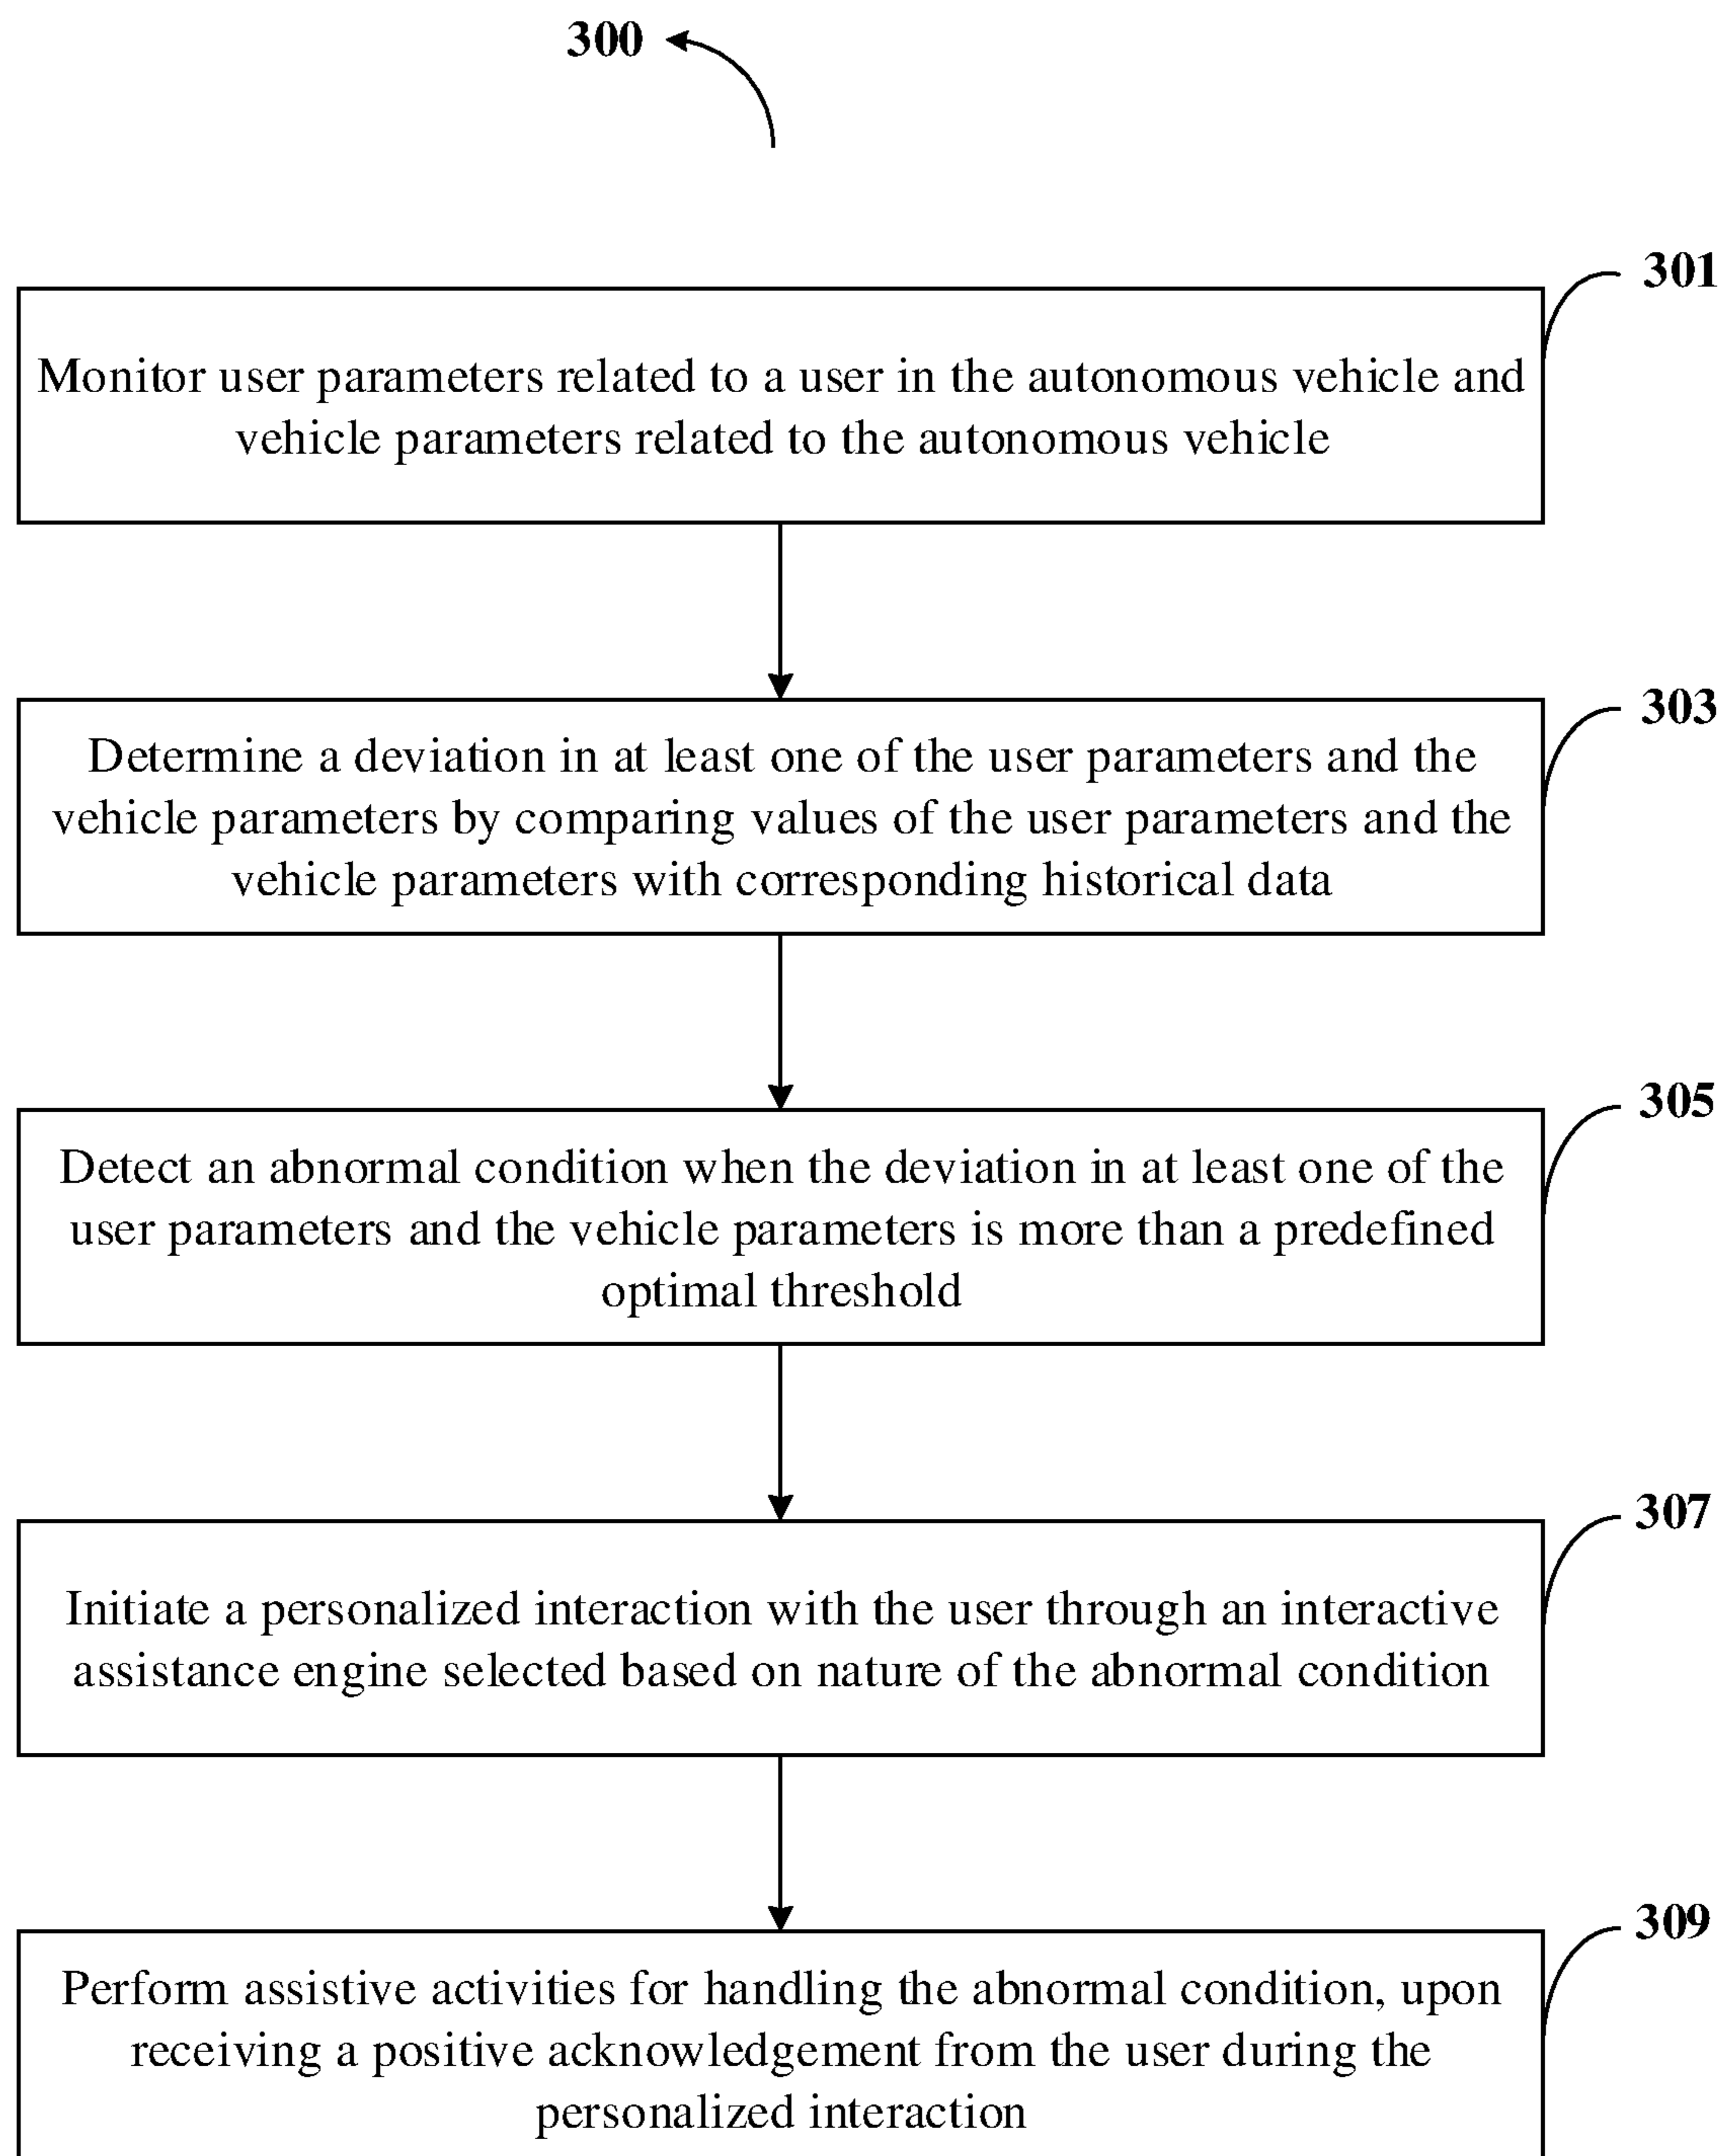 300
301
Monitor user parameters related to a user in the autonomous vehicle and
vehicle parameters related to the autonomous vehicle
303
Determine a deviation in at least one of the user parameters and the
vehicle parameters by comparing values of the user parameters and the
vehicle parameters with corresponding historical data
305
Detect an abnormal condition when the deviation in at least one of the
user parameters and the vehicle parameters is more than a predefined
optimal threshold
307
Initiate a personalized interaction with the user through an interactive
assistance engine selected based on nature of the abnormal condition
309
Perform assistive activities for handling the abnormal condition, upon
receiving a positive acknowledgement from the user during the
personalized interaction